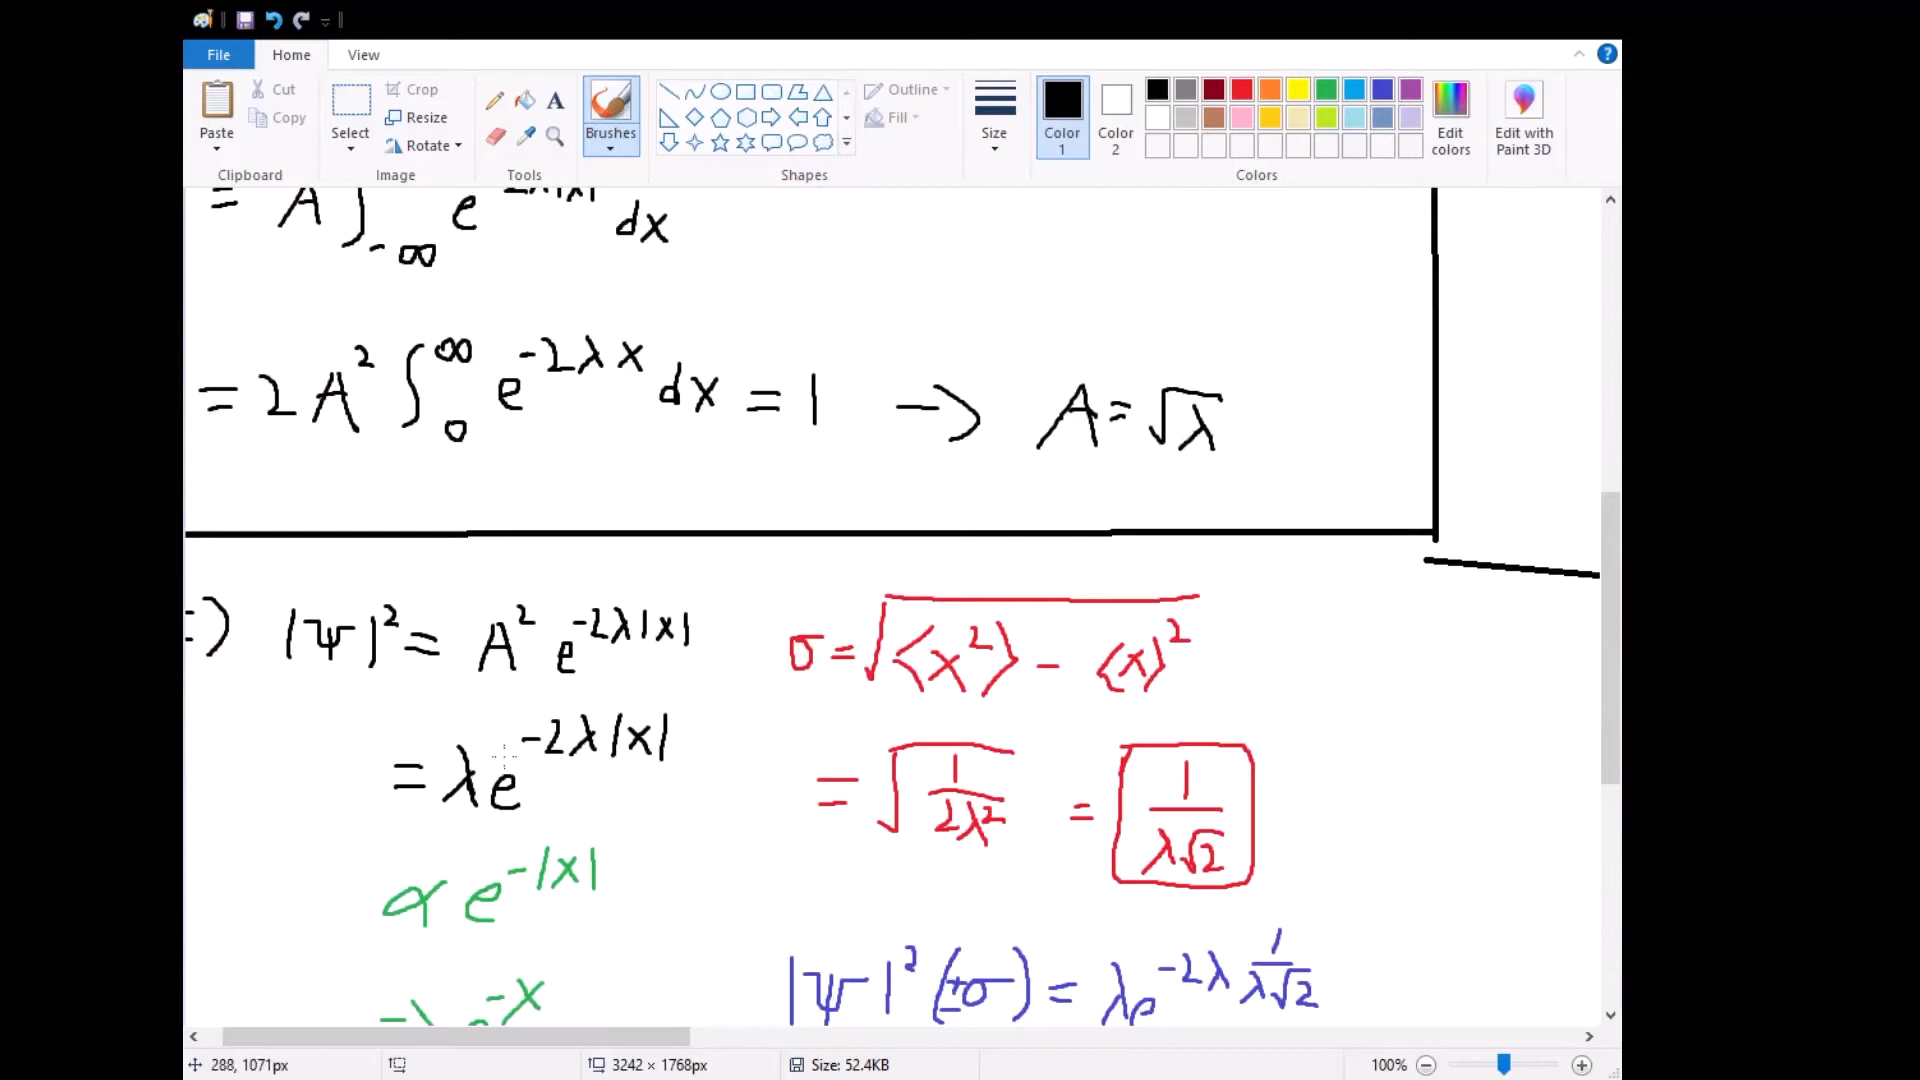 File Home View
Paste Cut Copy Clipboard
Select Crop Resize Rotate Image
A Tools
Brushes
Outline Fill Shapes
Size
Color 1 Color 2 Edit colors Edit with Paint 3D Colors
= A ∫_{-∞} e^{-2λ|x|} dx
= 2A² ∫₀^∞ e^{-2λx} dx = 1 → A = √λ
=) |ψ|² = A² e^{-2λ|x|}
= λe^{-2λ|x|}
∝ e^{-|x|}
→ e^{-x}
σ = √(⟨x²⟩ - ⟨x⟩²)
= √(1/2λ²) = 1/(λ√2)
|ψ|²(±σ) = λe^{-2λ 1/(λ√2)}
288, 1071px 3242 × 1768px Size: 52.4KB 100%